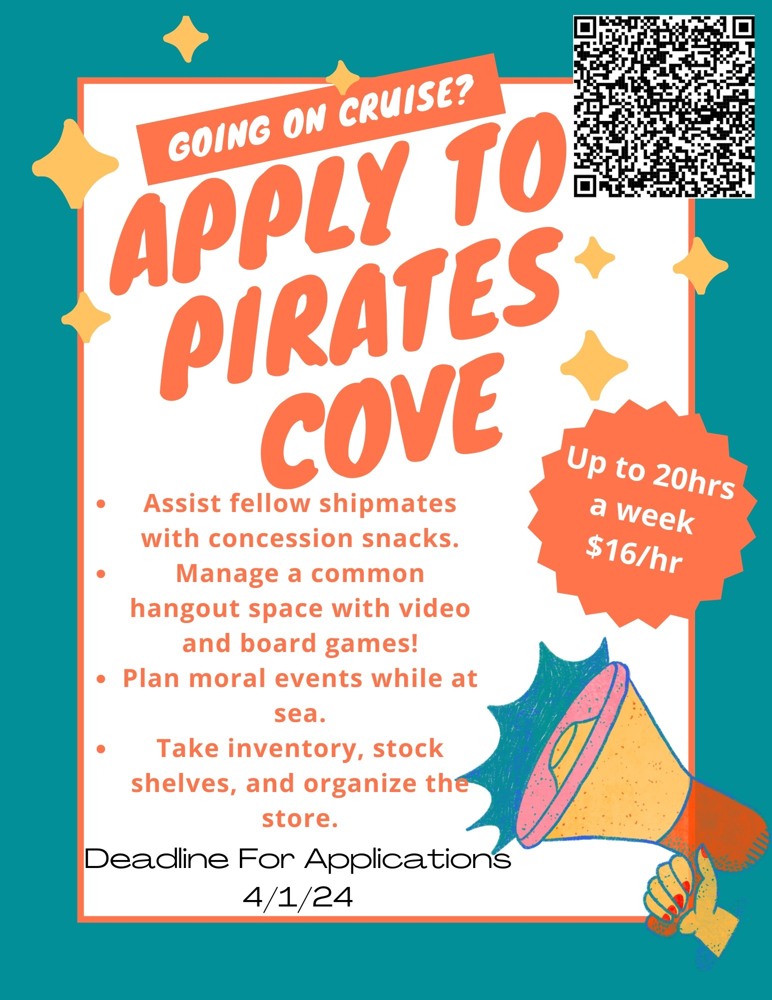 GOING ON CRUISE?
APPLY TO
PIRATES
COVE
• Assist fellow shipmates
with concession snacks.
• Manage a common
hangout space with video
and board games!
• Plan moral events while at
sea.
• Take inventory, stock
shelves, and organize the
store.
Up to 20hrs
a week
$16/hr
Deadline For Applications
4/1/24